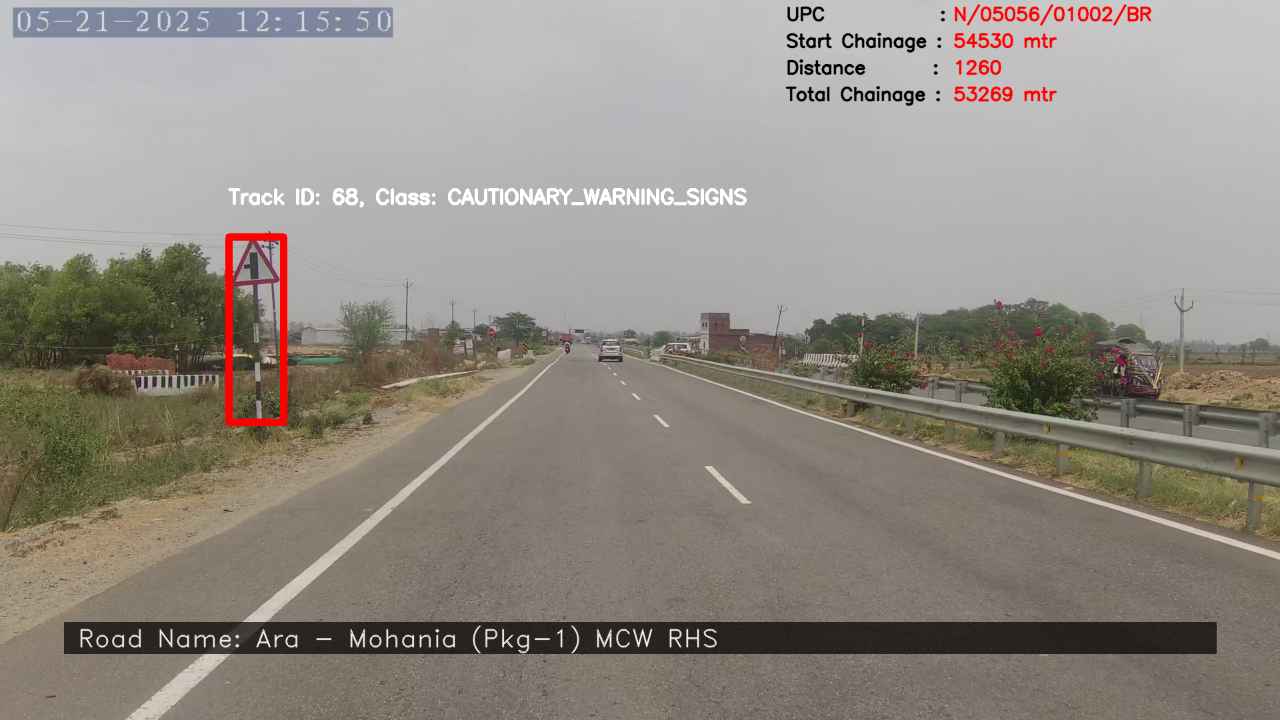 05-21-2025 12:15:50
UPC : N/05056/01002/BR
Start Chainage : 54530 mtr
Distance : 1260
Total Chainage : 53269 mtr
Track ID: 68, Class: CAUTIONARY_WARNING_SIGNS
Road Name: Ara - Mohania (Pkg-1) MCW RHS